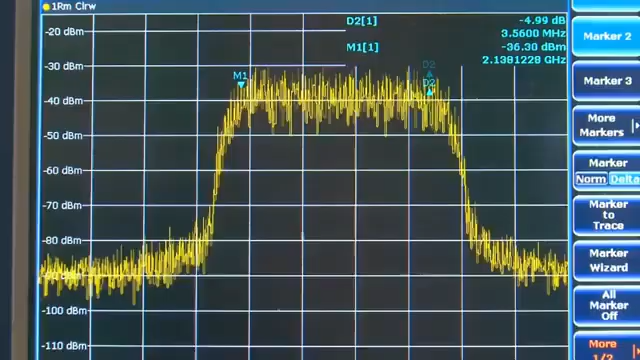 1Rm Clrw
D2[1] -4.99 dB
3.5600 MHz
M1[1] -36.30 dBm
2.1381228 GHz
-20 dBm
-30 dBm
-40 dBm
-50 dBm
-60 dBm
-70 dBm
-80 dBm
-90 dBm
-100 dBm
-110 dBm
M1
D2
D2
Marker 2
Marker 3
More
Markers
Marker
Norm Delta
Marker
to
Trace
Marker
Wizard
All
Marker
Off
More
1/2